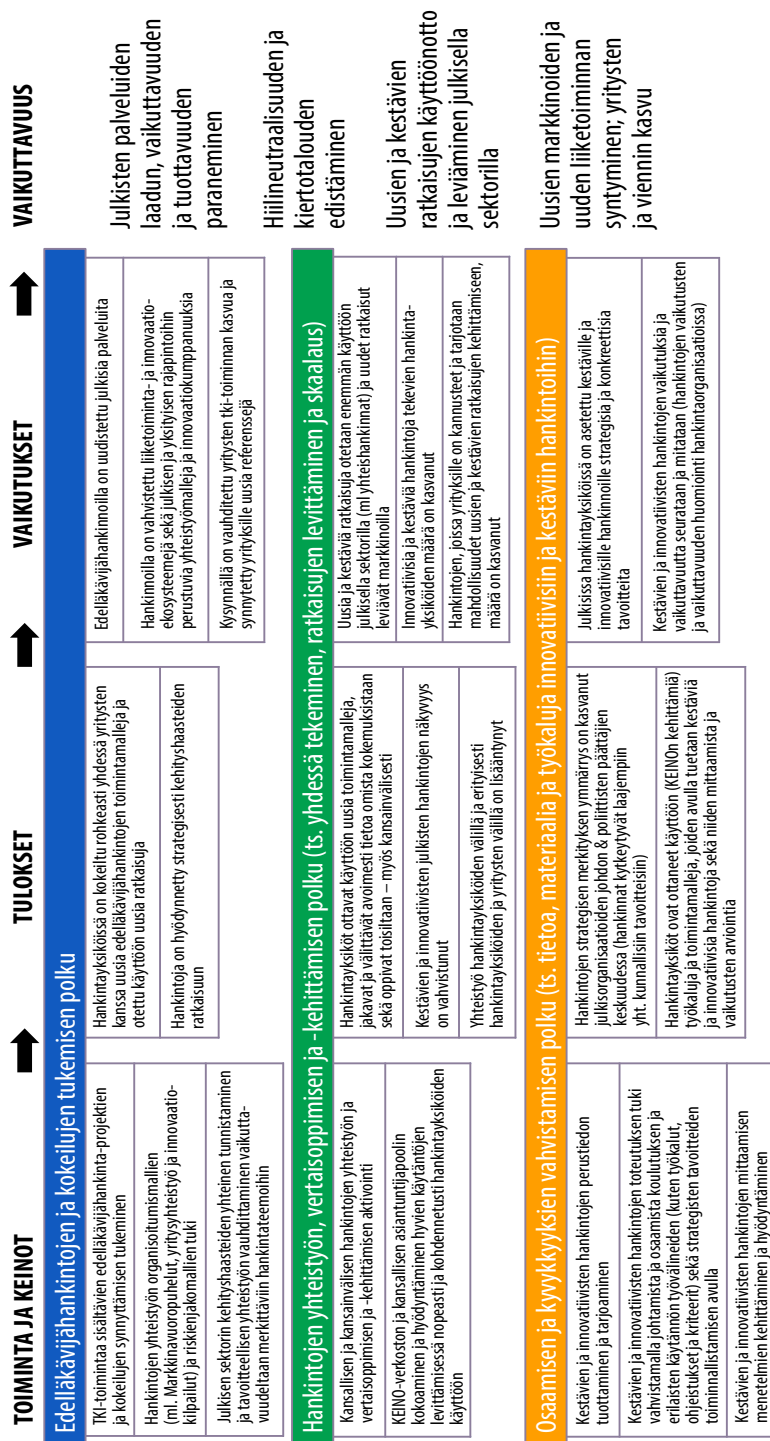 TOIMINTA JA KEINOT
TULOKSET
VAIKUTUKSET
VAIKUTTAVUUS
Edelläkävijähankintojen ja kokeilujen tukemisen polku
TKI-toimintaa sisältävien edelläkävijähankinta-projektien
ja kokeilujen synnyttämisen tukeminen
Hankintojen yhteistyön organisoitumismallien
(ml. Markkinavuoropuhelut, yritysyhteistyö ja innovaatio-
kilpailut) ja riskienjakomallien tuki
Julkisen sektorin kehityshaasteiden yhteinen tunnistaminen
ja tavoitteellisen yhteistyön vauhdittaminen vaikutta-
vuudeltaan merkittäviin hankintateemoihin
Hankintayksiköissä on kokeiltu rohkeasti yhdessä yritysten
kanssa uusia edelläkävijähankintojen toimintamalleja ja
otettu käyttöön uusia ratkaisuja
Hankintoja on hyödynnetty strategisesti kehityshaasteiden
ratkaisuun
Edelläkävijähankinnoilla on uudistettu julkisia palveluita
Hankinnoilla on vahvistettu liiketoiminta- ja innovaatio-
ekosysteemejä sekä julkisen ja yksityisen rajapintoihin
perustuvia yhteistyömalleja ja innovaatiokumppanuuksia
Kysynnällä on vauhditettu yritysten tki-toiminnan kasvua ja
synnytetty yrityksille uusia referenssejä
Hankintojen yhteistyön, vertaisoppimisen ja -kehittämisen polku (ts. yhdessä tekeminen, ratkaisujen levittäminen ja skaalaus)
Kansallisen ja kansainvälisen hankintojen yhteistyön ja
vertaisoppimisen ja -kehittämisen aktivointi
KEINO-verkoston ja kansallisen asiantuntijapoolin
kokoaminen ja hyödyntäminen hyvien käytäntöjen
levittämisessä nopeasti ja kohdennetusti hankintayksiköiden
käyttöön
Hankintayksiköt ottavat käyttöön uusia toimintamalleja,
jakavat ja välittävät avoimesti tietoa omista kokemuksistaan
sekä oppivat toisiltaan – myös kansainvälisesti
Kestävien ja innovatiivisten julkisten hankintojen näkyvyys
on vahvistunut
Yhteistyö hankintayksiköiden välillä ja erityisesti
hankintayksiköiden ja yritysten välillä on lisääntynyt
Uusia ja kestäviä ratkaisuja otetaan enemmän käyttöön
julkisella sektorilla (ml yhteishankinnat) ja uudet ratkaisut
leviävät markkinoilla
Innovatiivisia ja kestäviä hankintoja tekevien hankinta-
yksiköiden määrä on kasvanut
Hankintojen, joissa yrityksille on kannusteet ja tarjotaan
mahdollisuudet uusien ja kestävien ratkaisujen kehittämiseen,
määrä on kasvanut
Osaamisen ja kyvykkyyksien vahvistamisen polku (ts. tietoa, materiaalia ja työkaluja innovatiivisiin ja kestäviin hankintoihin)
Kestävien ja innovatiivisten hankintojen perustiedon
tuottaminen ja tarjoaminen
Kestävien ja innovatiivisten hankintojen toteutuksen tuki
vahvistamalla johtamista ja osaamista koulutuksen ja
erilaisten käytännön työvälineiden (kuten työkalut,
ohjeistukset ja kriteerit) sekä strategisten tavoitteiden
toiminnallistamisen avulla
Kestävien ja innovatiivisten hankintojen mittaamisen
menetelmien kehittäminen ja hyödyntäminen
Hankintojen strategisen merkityksen ymmärrys on kasvanut
julkisorganisaatioiden johdon & poliittisten päättäjien
keskuudessa (hankinnat kytkeytyvät laajempiin
yht. kunnallisiin tavoitteisiin)
Hankintayksiköt ovat ottaneet käyttöön (KEINOn kehittämiä)
työkaluja ja toimintamalleja, joiden avulla tuetaan kestäviä
ja innovatiivisia hankintoja sekä niiden mittaamista ja
vaikutusten arviointia
Julkisissa hankintayksiköissä on asetettu kestäville ja
innovatiivisille hankinnoille strategisia ja konkreettisia
tavoitteita
Kestävien ja innovatiivisten hankintojen vaikutuksia ja
vaikuttavuutta seurataan ja mitataan (hankintojen vaikutusten
ja vaikuttavuuden huomiointi hankintaorganisaatioissa)
Julkisten palveluiden
laadun, vaikuttavuuden
ja tuottavuuden
paraneminen
Hiilineutraalisuuden ja
kiertotalouden
edistäminen
Uusien ja kestävien
ratkaisujen käyttöönotto
ja leviäminen julkisella
sektorilla
Uusien markkinoiden ja
uuden liiketoiminnan
syntyminen; yritysten
ja viennin kasvu